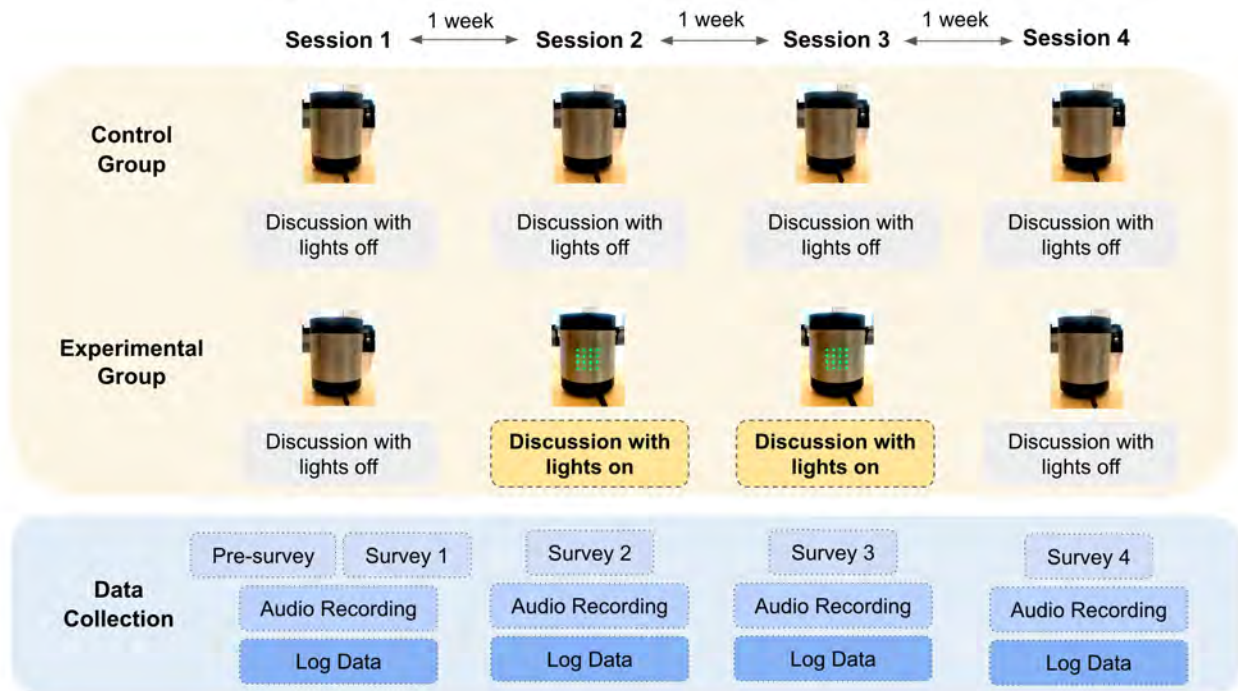 1 week 1 week 1 week
Session 1 Session 2 Session 3 Session 4
Control
Group
Discussion with
lights off
Discussion with
lights off
Discussion with
lights off
Discussion with
lights off
Experimental
Group
Discussion with
lights off
Discussion with
lights on
Discussion with
lights on
Discussion with
lights off
Data
Collection
Pre-survey Survey 1 Survey 2 Survey 3 Survey 4
Audio Recording Audio Recording Audio Recording Audio Recording
Log Data Log Data Log Data Log Data